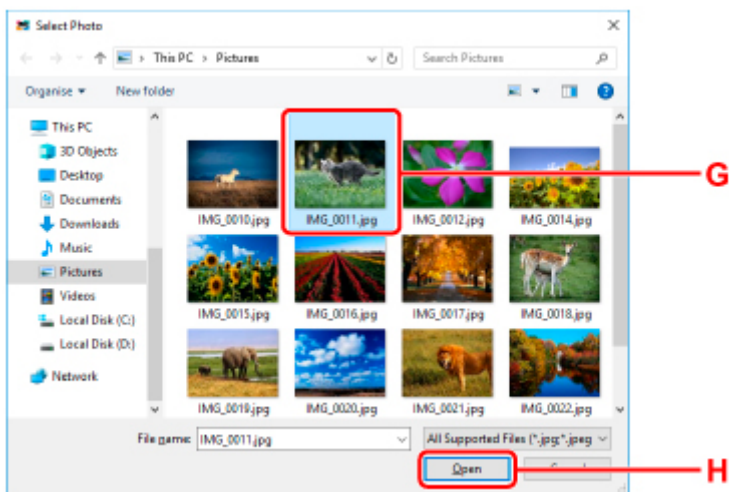 Select Photo
This PC > Pictures
Search Pictures
Organise
New folder
This PC
3D Objects
Desktop
Documents
Downloads
Music
Pictures
Videos
Local Disk (C:)
Local Disk (D:)
Network
IMG_0010.jpg
IMG_0011.jpg
IMG_0012.jpg
IMG_0014.jpg
G
IMG_0015.jpg
IMG_0016.jpg
IMG_0017.jpg
IMG_0018.jpg
IMG_0019.jpg
IMG_0020.jpg
IMG_0021.jpg
IMG_0022.jpg
File name: IMG_0011.jpg
All Supported Files (*.jpg;*.jpeg
Open
H